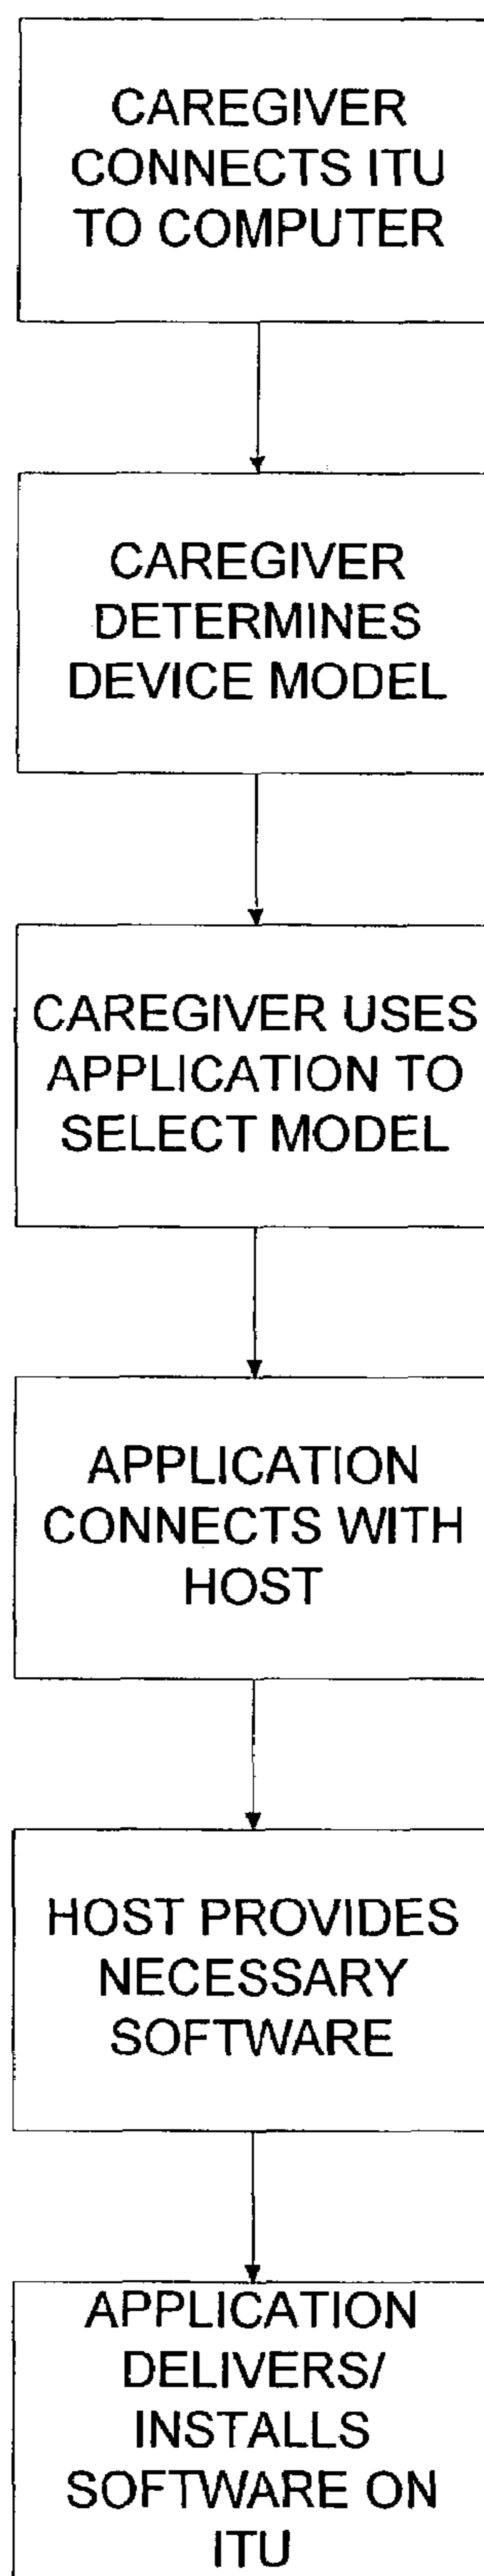 CAREGIVER
CONNECTS ITU
TO COMPUTER
CAREGIVER
DETERMINES
DEVICE MODEL
CAREGIVER USES
APPLICATION TO
SELECT MODEL
APPLICATION
CONNECTS WITH
HOST
HOST PROVIDES
NECESSARY
SOFTWARE
APPLICATION
DELIVERS/
INSTALLS
SOFTWARE ON
ITU